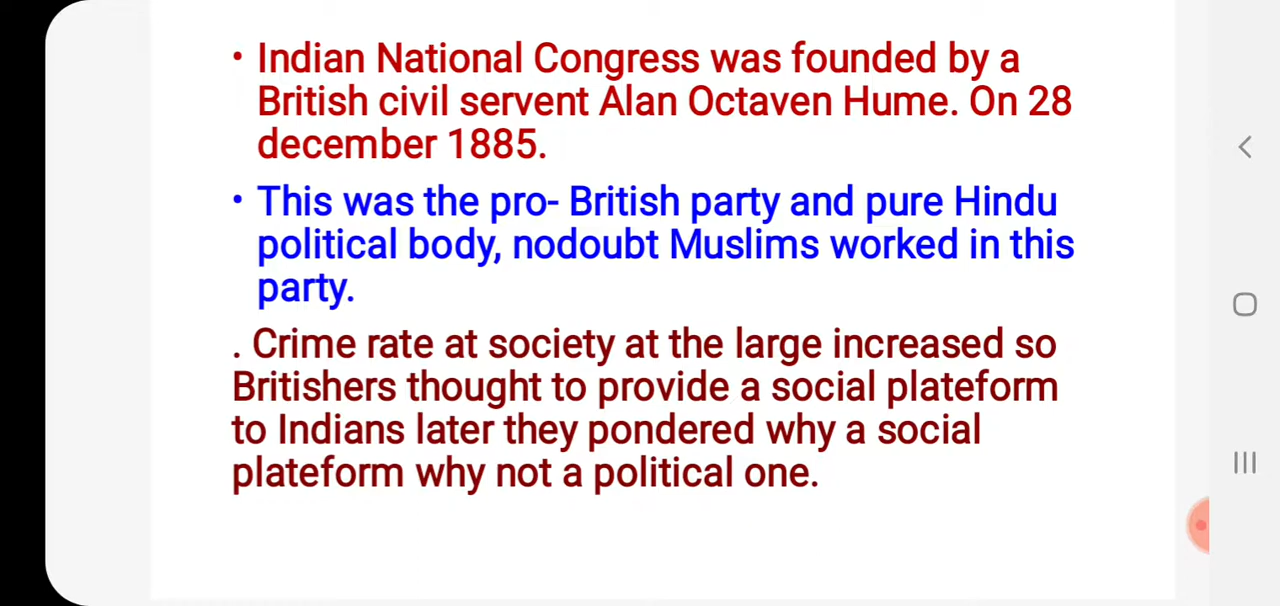 • Indian National Congress was founded by a
British civil servent Alan Octaven Hume. On 28
december 1885.
• This was the pro- British party and pure Hindu
political body, nodoubt Muslims worked in this
party.
. Crime rate at society at the large increased so
Britishers thought to provide a social plateform
to Indians later they pondered why a social
plateform why not a political one.